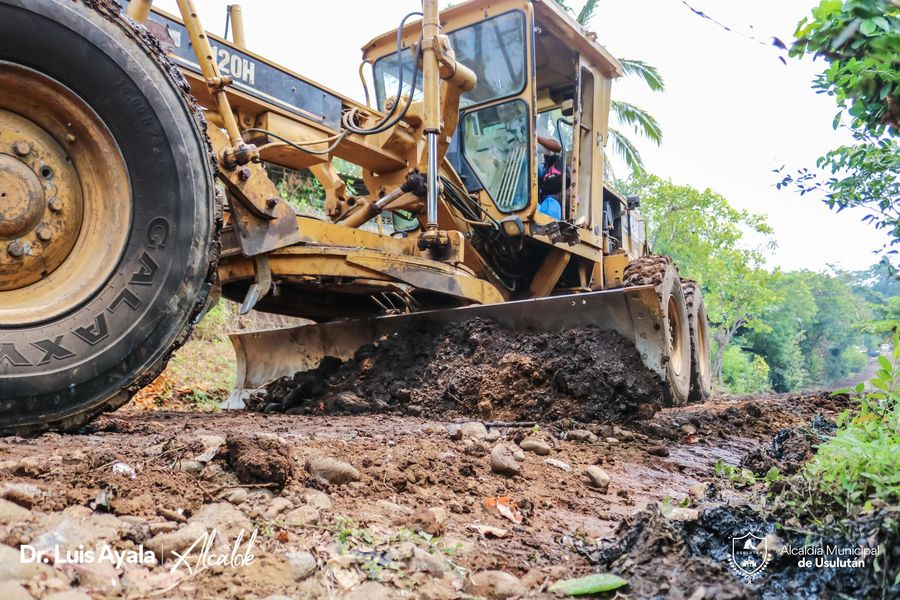 120H
GALAXY
Dr. Luis Ayala Alcalde
Alcaldía Municipal
de Usulután